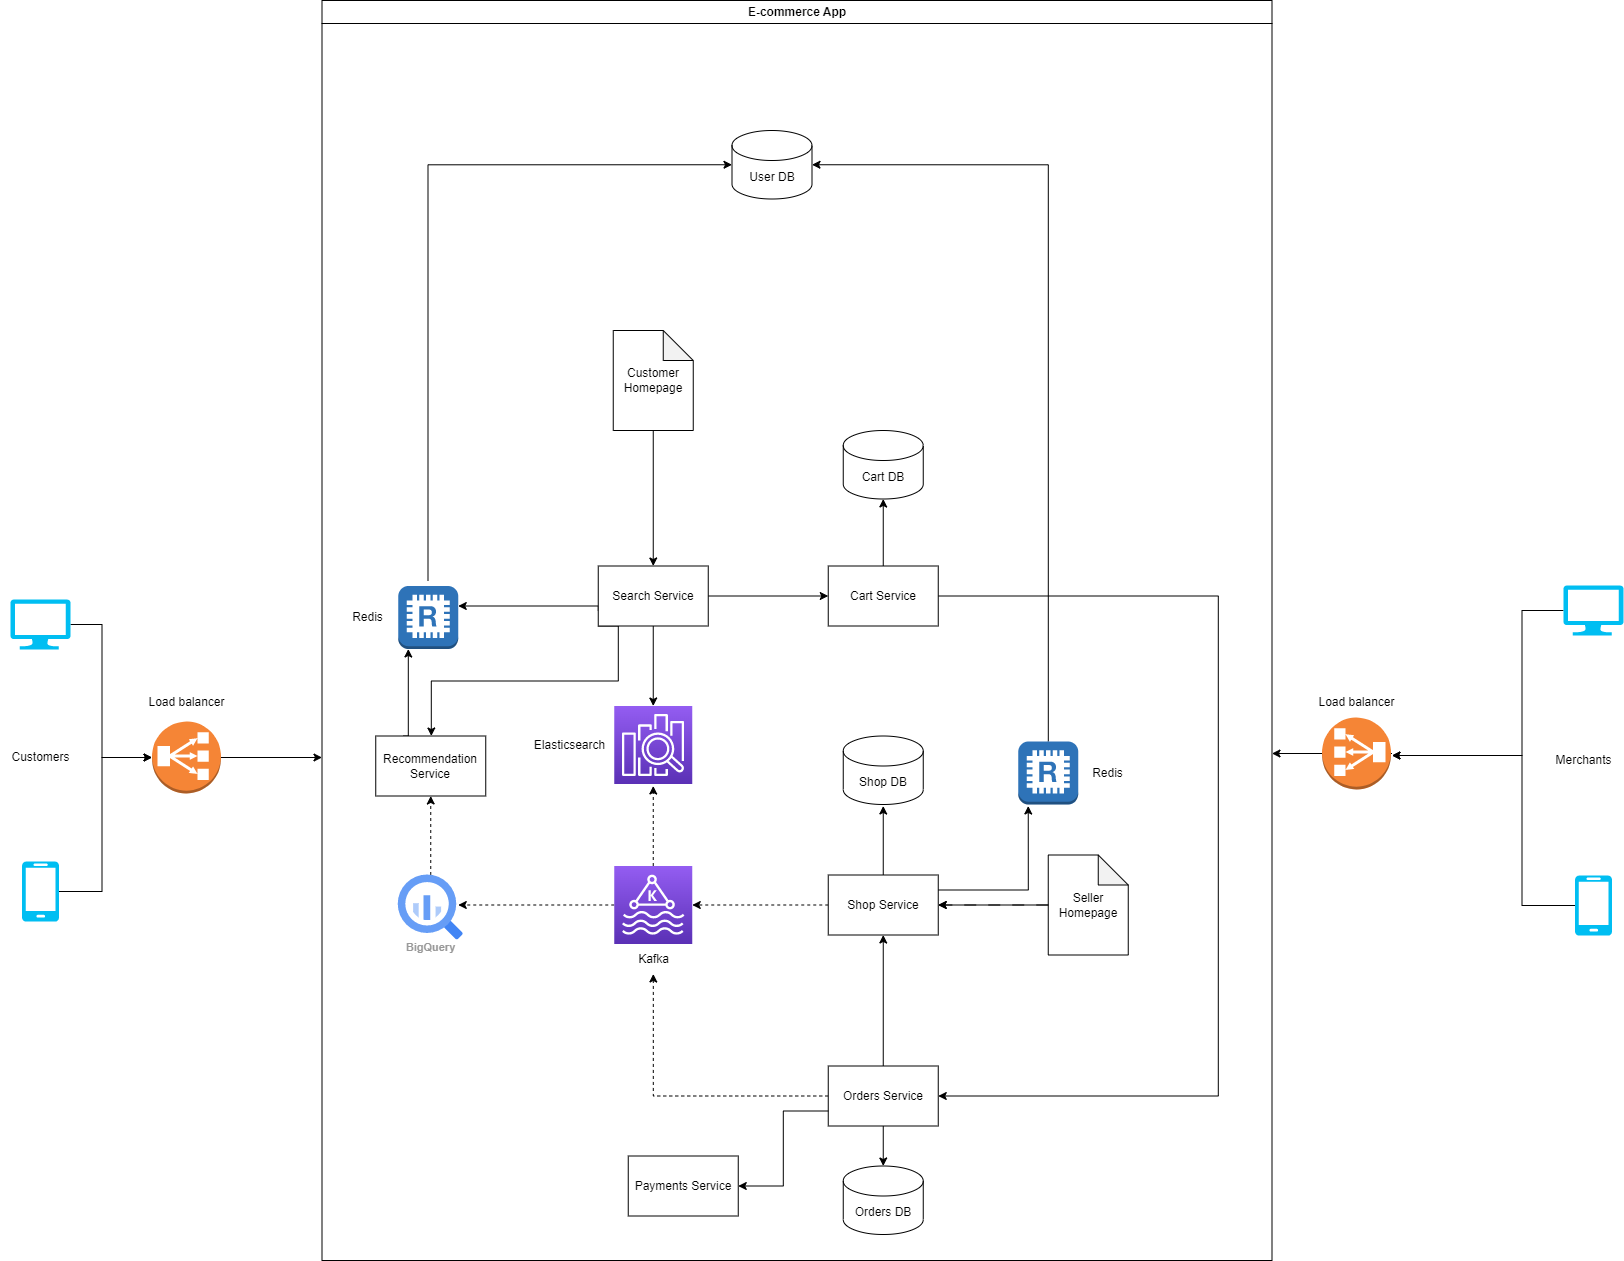 E-commerce App
User DB
Customer
Homepage
Cart DB
Search Service
Cart Service
Redis
R
Load balancer
Load balancer
Elasticsearch
Customers
Recommendation
Service
Shop DB
R
Redis
Merchants
K
Shop Service
Seller
Homepage
BigQuery
Kafka
Orders Service
Payments Service
Orders DB